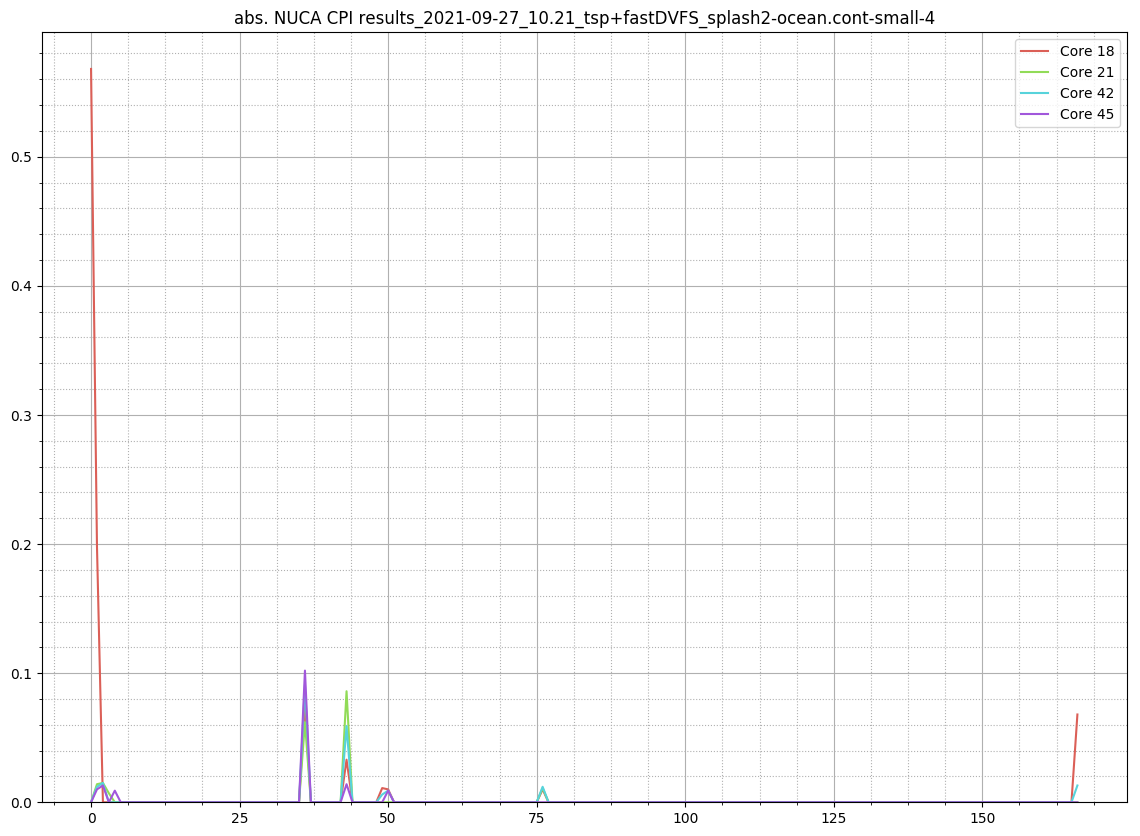 abs. NUCA CPI results_2021-09-27_10.21_tsp+fastDVFS_splash2-ocean.cont-small-4
Core 18
Core 21
Core 42
Core 45
0.5
0.4
0.3
0.2
0.1
0.0
0 25 50 75 100 125 150